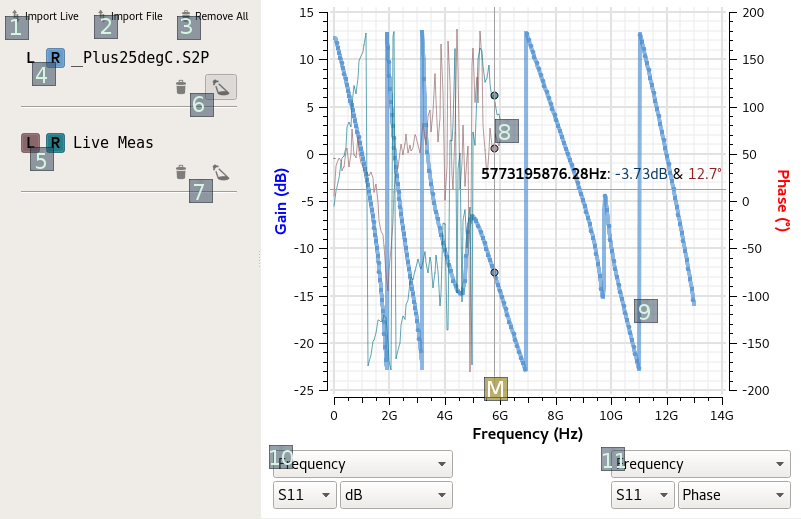 Import Live Import File Remove All
1 2 3
L R _Plus25degC.S2P
4
6
L R Live Meas
5
7
15
10
5
0
-5
-10
-15
-20
-25
Gain (dB)
200
150
100
50
0
-50
-100
-150
-200
Phase (°)
8
5773195876.28Hz: -3.73dB & 12.7°
9
M
0 2G 4G 6G 8G 10G 12G 14G
Frequency (Hz)
10 Frequency
S11 dB
11 Frequency
S11 Phase